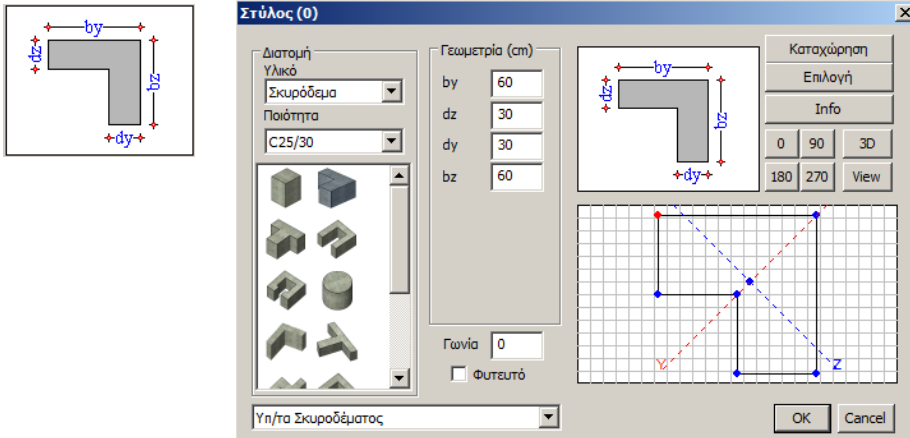 by
dz
bz
dy
Στύλος (0)
Διατομή
Υλικό
Σκυρόδεμα
Ποιότητα
C25/30
Γεωμετρία (cm)
by 60
dz 30
dy 30
bz 60
Γωνία 0
Φυτευτό
Υπ/τα Σκυροδέματος
by
dz
bz
dy
Καταχώρηση
Επιλογή
Info
0 90 3D
180 270 View
Y Z
OK Cancel